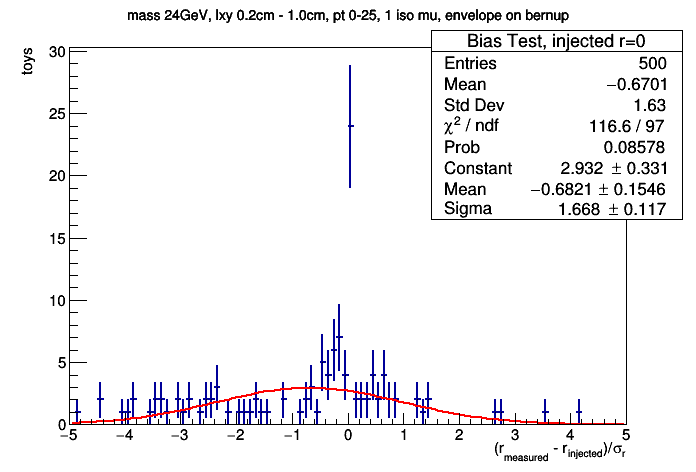 mass 24GeV, lxy 0.2cm - 1.0cm, pt 0-25, 1 iso mu, envelope on bernup
Bias Test, injected r=0
Entries 500
Mean −0.6701
Std Dev 1.63
χ² / ndf 116.6 / 97
Prob 0.08578
Constant 2.932 ± 0.331
Mean −0.6821 ± 0.1546
Sigma 1.668 ± 0.117
toys
30
25
20
15
10
5
0
−5 −4 −3 −2 −1 0 1 2 3 4 5
(r_measured - r_injected)/σ_r